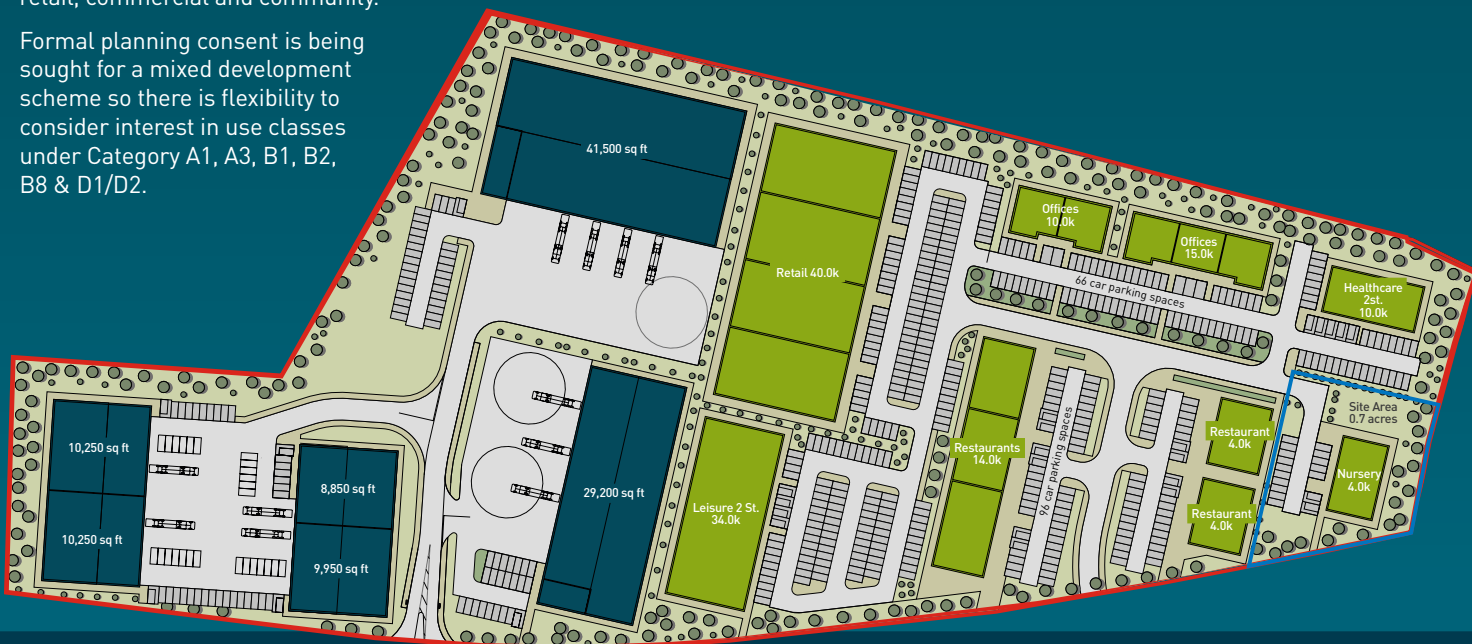 retail, commercial and community.
Formal planning consent is being
sought for a mixed development
scheme so there is flexibility to
consider interest in use classes
under Category A1, A3, B1, B2,
B8 & D1/D2.
41,500 sq ft
Retail 40.0k
Offices
10.0k
Offices
15.0k
Healthcare
2st.
10.0k
66 car parking spaces
Site Area
0.7 acres
Restaurant
4.0k
Restaurants
14.0k
96 car parking spaces
Nursery
4.0k
Restaurant
4.0k
Leisure 2 St.
34.0k
29,200 sq ft
10,250 sq ft
8,850 sq ft
10,250 sq ft
9,950 sq ft